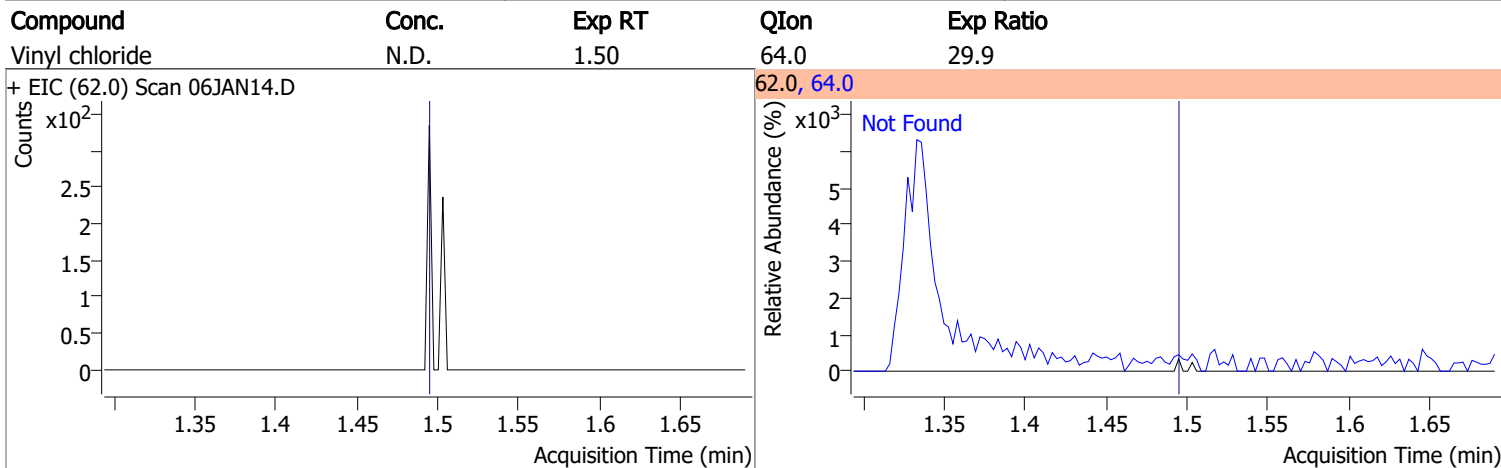 Compound Conc. Exp RT QIon Exp Ratio
Vinyl chloride N.D. 1.50 64.0 29.9
+ EIC (62.0) Scan 06JAN14.D
Counts
x10²
2.5
2
1.5
1
0.5
0
1.35 1.4 1.45 1.5 1.55 1.6 1.65
Acquisition Time (min)
62.0, 64.0
Relative Abundance (%)
x10³
Not Found
5
4
3
2
1
0
1.35 1.4 1.45 1.5 1.55 1.6 1.65
Acquisition Time (min)